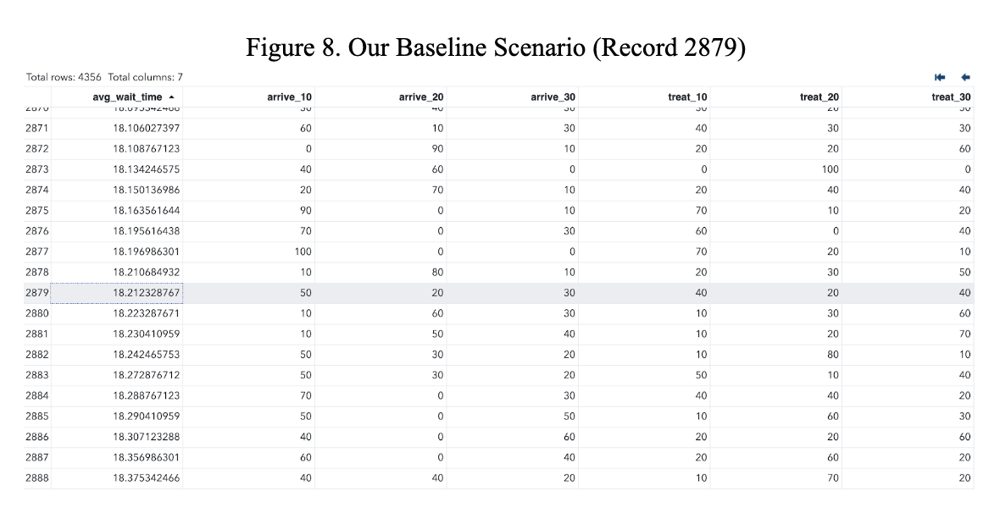 Figure 8. Our Baseline Scenario (Record 2879)
Total rows: 4356 Total columns: 7
avg_wait_time arrive_10 arrive_20 arrive_30 treat_10 treat_20 treat_30
2870 18.095342466 30 40 30 30 20 50
2871 18.106027397 60 10 30 40 30 30
2872 18.108767123 0 90 10 20 20 60
2873 18.134246575 40 60 0 0 100 0
2874 18.150136986 20 70 10 20 40 40
2875 18.163561644 90 0 10 70 10 20
2876 18.195616438 70 0 30 60 0 40
2877 18.196986301 100 0 0 70 20 10
2878 18.210684932 10 80 10 20 30 50
2879 18.212328767 50 20 30 40 20 40
2880 18.223287671 10 60 30 10 30 60
2881 18.230410959 10 50 40 10 20 70
2882 18.242465753 50 30 20 10 80 10
2883 18.272876712 50 30 20 50 10 40
2884 18.288767123 70 0 30 40 40 20
2885 18.290410959 50 0 50 10 60 30
2886 18.307123288 40 0 60 20 20 60
2887 18.356986301 60 0 40 20 60 20
2888 18.375342466 40 40 20 10 70 20